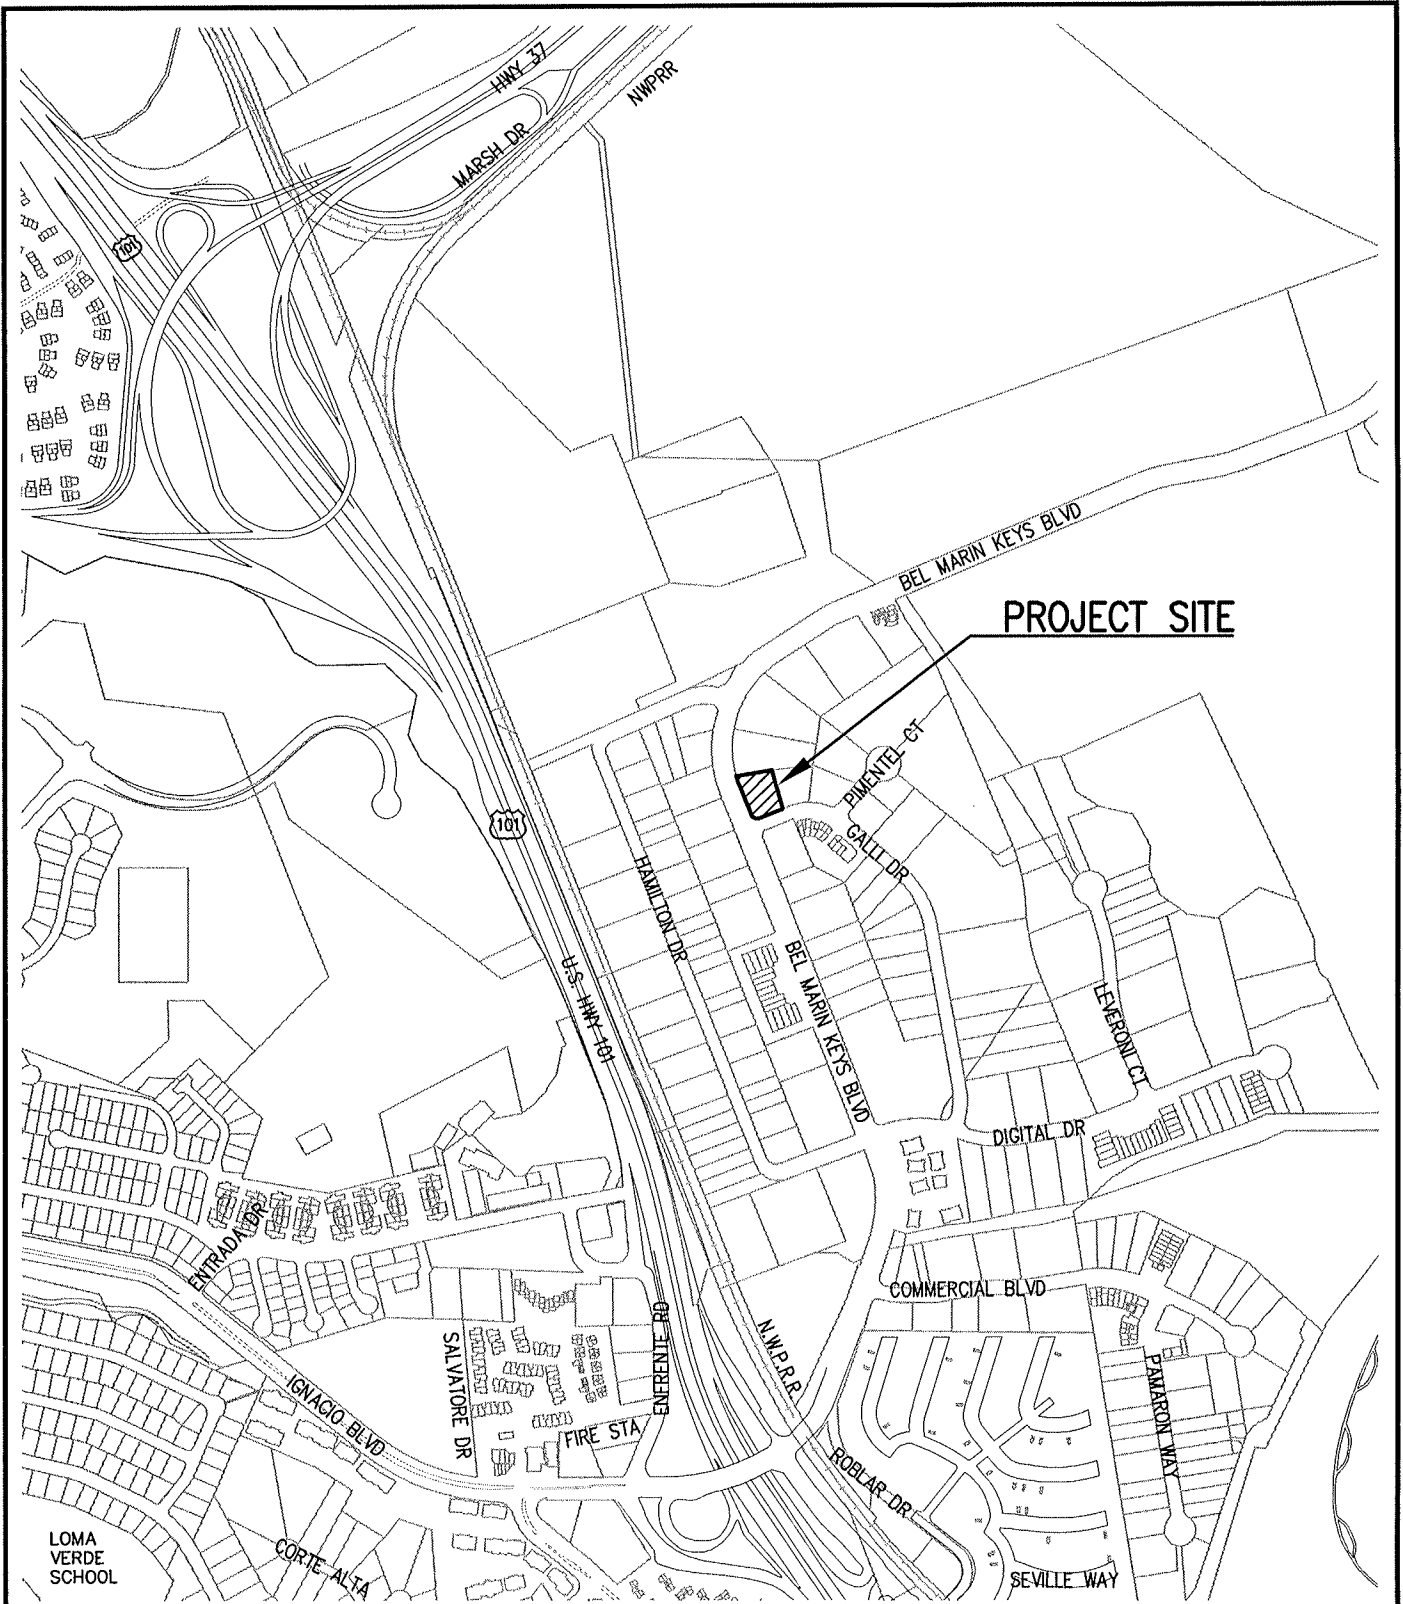 HWY 37
NWPRR
MARSH DR
101
BEL MARIN KEYS BLVD
PROJECT SITE
PIMENTEL CT
101
GALLI DR
HAMILTON DR
BEL MARIN KEYS BLVD
U.S. HWY 101
LEVERONI CT
DIGITAL DR
ENTRADA DR
COMMERCIAL BLVD
SALVATORE DR
ENFRENTE RD
N.W.P.R.R.
PAMARON WAY
IGNACIO BLVD
FIRE STA
ROBLAR DR
LOMA
VERDE
SCHOOL
CORTE ALTA
SEVILLE WAY